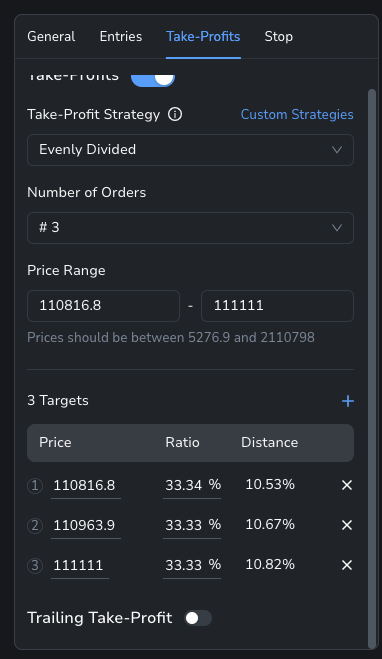 General Entries Take-Profits Stop
Take-Profits
Take-Profit Strategy Custom Strategies
Evenly Divided
Number of Orders
# 3
Price Range
110816.8 - 111111
Prices should be between 5276.9 and 2110798
3 Targets +
Price Ratio Distance
1 110816.8 33.34 % 10.53%
2 110963.9 33.33 % 10.67%
3 111111 33.33 % 10.82%
Trailing Take-Profit